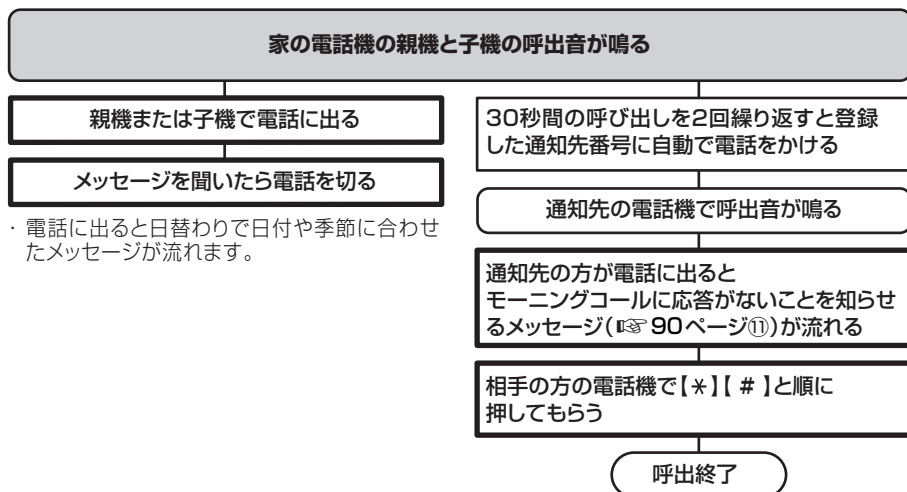 家の電話機の親機と子機の呼出音が鳴る
親機または子機で電話に出る
メッセージを聞いたら電話を切る
・電話に出ると日替わりで日付や季節に合わせ
たメッセージが流れます。
30秒間の呼び出しを2回繰り返すと登録
した通知先番号に自動で電話をかける
通知先の電話機で呼出音が鳴る
通知先の方が電話に出ると
モーニングコールに応答がないことを知らせ
るメッセージ(☞90ページ⑪)が流れる
相手の方の電話機で【＊】【 # 】と順に
押してもらう
呼出終了